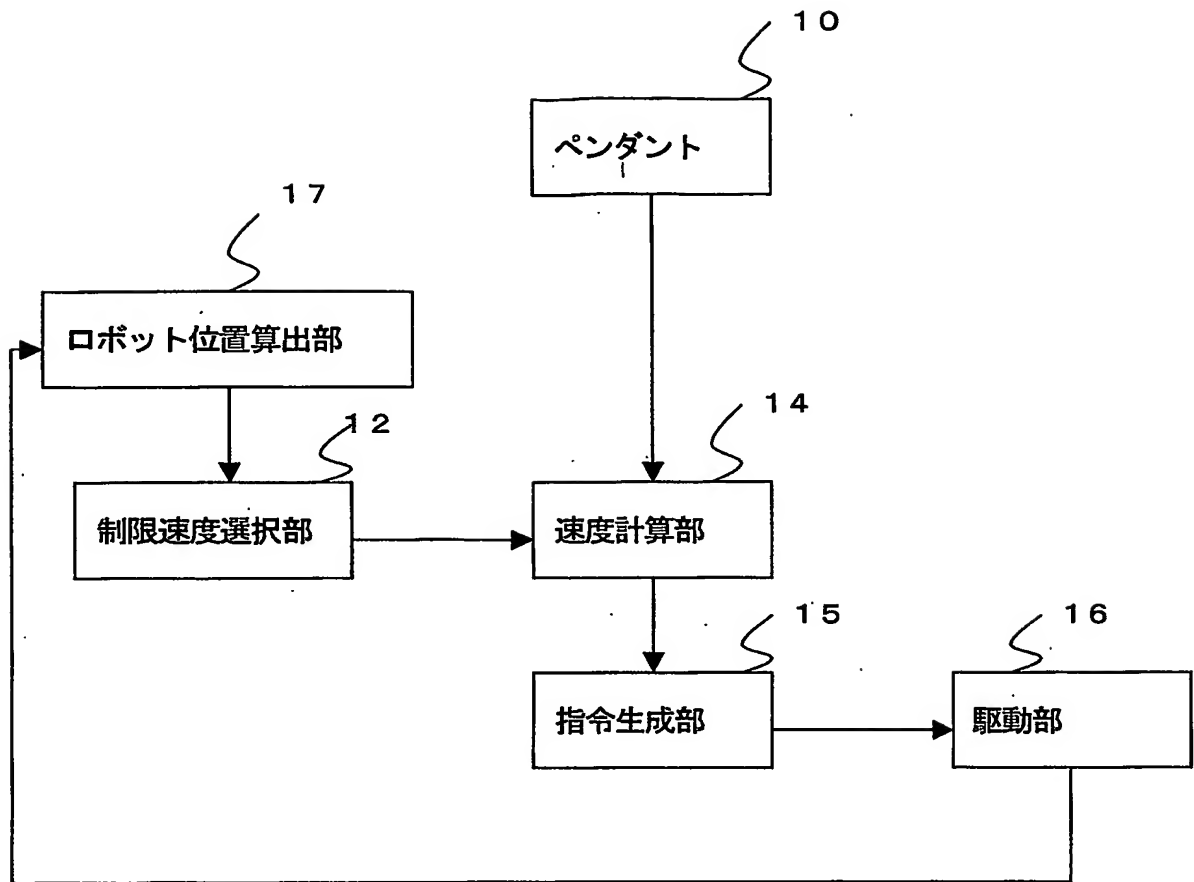 １０
ペンダント
１７
ロボット位置算出部
１２
１４
制限速度選択部
速度計算部
１５
１６
指令生成部
駆動部